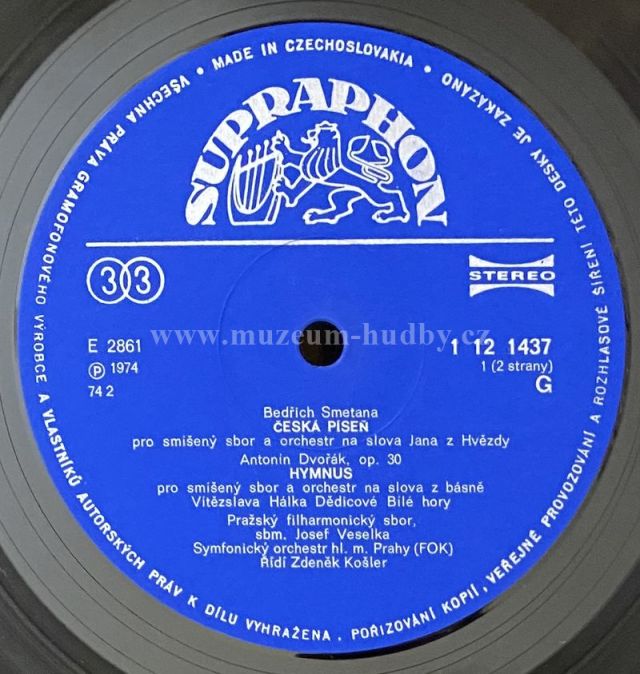 VŠECHNA PRÁVA GRAMOFONOVÉHO VÝROBCE A VLASTNÍKŮ AUTORSKÝCH PRÁV K DÍLU VYHRAŽENA. POŘIZOVÁNÍ KOPIÍ, VEŘEJNÉ PROVOZOVÁNÍ A ROZHLASOVÉ ŠÍŘENÍ TÉTO DESKY JE ZAKÁZÁNO • MADE IN CZECHOSLOVAKIA •
SUPRAPHON
33
STEREO
www.muzeum-hudby.cz
E 2861
1 12 1437
Ⓟ 1974
1 (2 strany)
74 2
G
Bedřich Smetana
ČESKÁ PÍSEŇ
pro smíšený sbor a orchestr na slova Jana z Hvězdy
Antonín Dvořák, op. 30
HYMNUS
pro smíšený sbor a orchestr na slova z básně
Vítězslava Hálka Dědicové Bílé hory
Pražský filharmonický sbor,
sbm. Josef Veselka
Symfonický orchestr hl. m. Prahy (FOK)
Řídí Zdeněk Košler